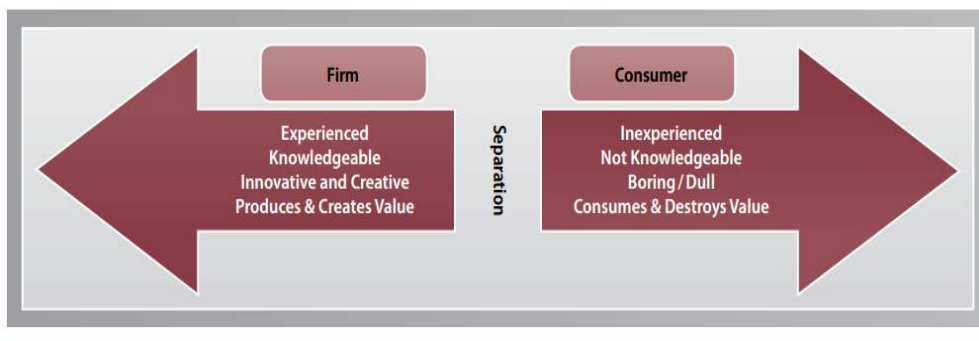 Firm
Experienced
Knowledgeable
Innovative and Creative
Produces & Creates Value
Separation
Consumer
Inexperienced
Not Knowledgeable
Boring / Dull
Consumes & Destroys Value